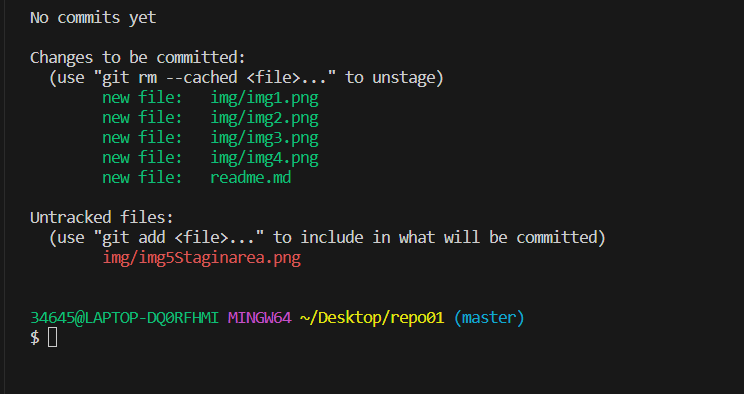 No commits yet
Changes to be committed:
(use "git rm --cached <file>..." to unstage)
new file: img/img1.png
new file: img/img2.png
new file: img/img3.png
new file: img/img4.png
new file: readme.md
Untracked files:
(use "git add <file>..." to include in what will be committed)
img/img5Staginarea.png
34645@LAPTOP-DQ0RFHMI MINGW64 ~/Desktop/repo01 (master)
$